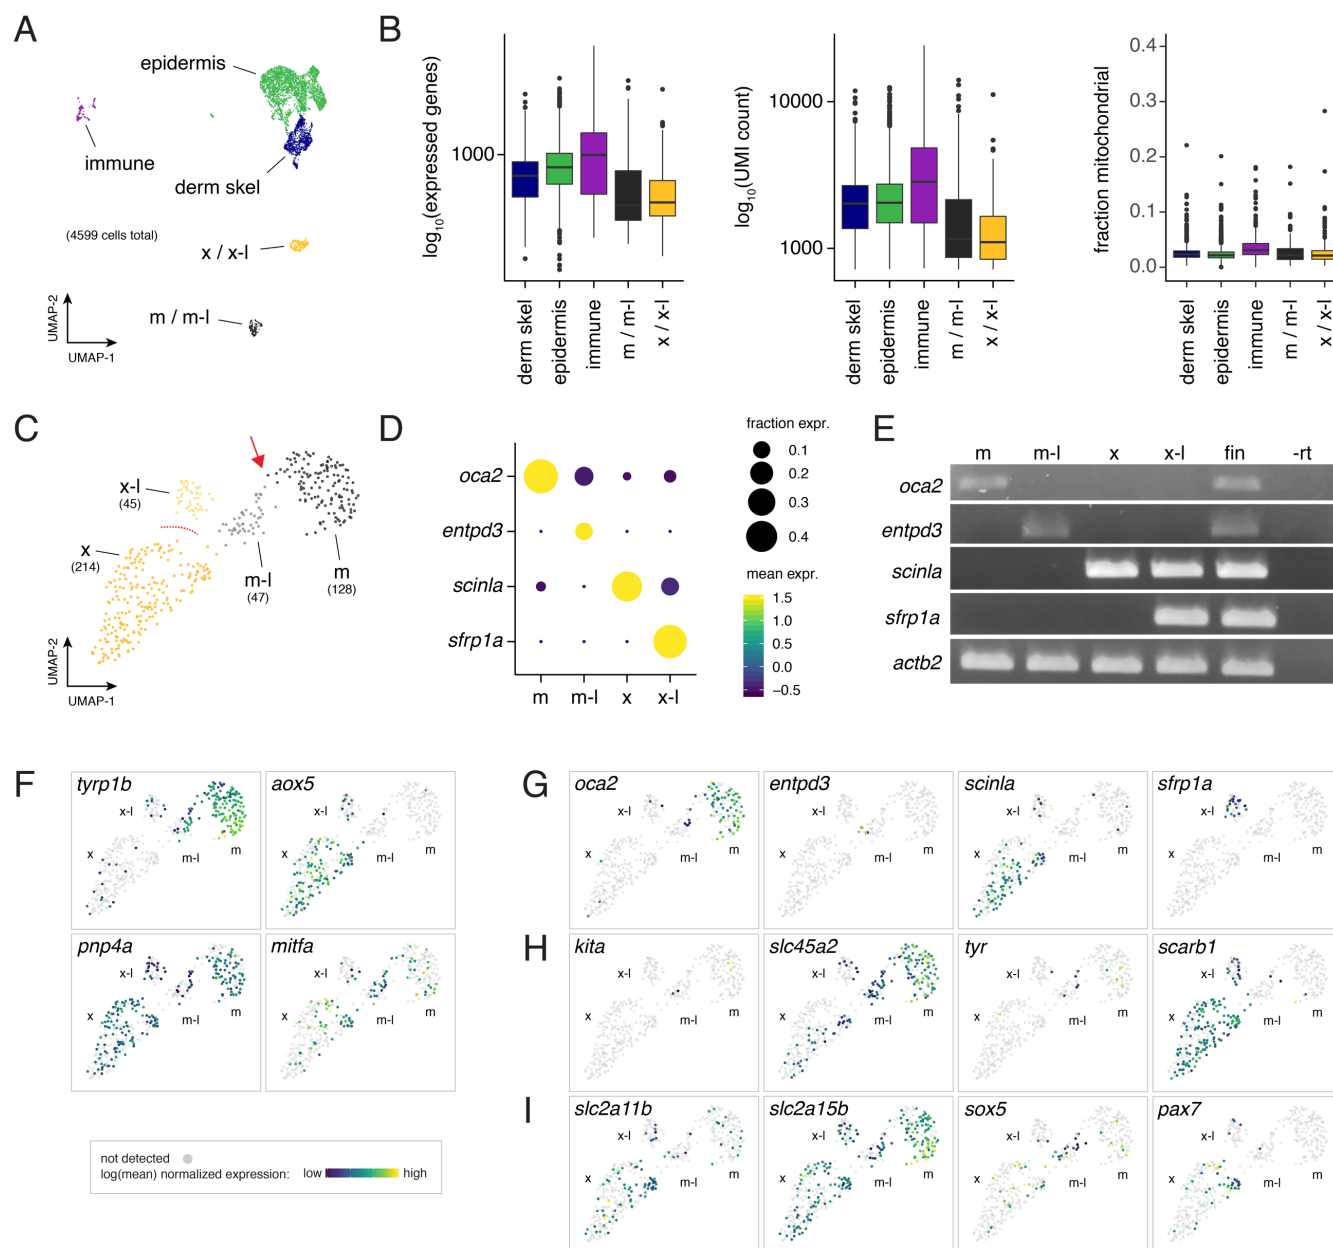 A
epidermis
immune
derm skel
(4599 cells total)
x / x-l
m / m-l
UMAP-2
UMAP-1
B
log10(expressed genes)
1000
derm skel
epidermis
immune
m / m-l
x / x-l
log10(UMI count)
10000
1000
derm skel
epidermis
immune
m / m-l
x / x-l
fraction mitochondrial
0.4
0.3
0.2
0.1
0.0
derm skel
epidermis
immune
m / m-l
x / x-l
C
x-l
(45)
x
(214)
m-l
(47)
m
(128)
UMAP-2
UMAP-1
D
oca2
entpd3
scinla
sfrp1a
m m-l x x-l
fraction expr.
0.1
0.2
0.3
0.4
mean expr.
1.5
1.0
0.5
0.0
−0.5
E
m m-l x x-l fin -rt
oca2
entpd3
scinla
sfrp1a
actb2
F
tyrp1b
x-l
x
m-l
m
aox5
x-l
x
m-l
m
pnp4a
x-l
x
m-l
m
mitfa
x-l
x
m-l
m
not detected
log(mean) normalized expression: low high
G
oca2
x-l
x
m-l
m
entpd3
x-l
x
m-l
m
scinla
x-l
x
m-l
m
sfrp1a
x-l
x
m-l
m
H
kita
x-l
x
m-l
m
slc45a2
x-l
x
m-l
m
tyr
x-l
x
m-l
m
scarb1
x-l
x
m-l
m
I
slc2a11b
x-l
x
m-l
m
slc2a15b
x-l
x
m-l
m
sox5
x-l
x
m-l
m
pax7
x-l
x
m-l
m